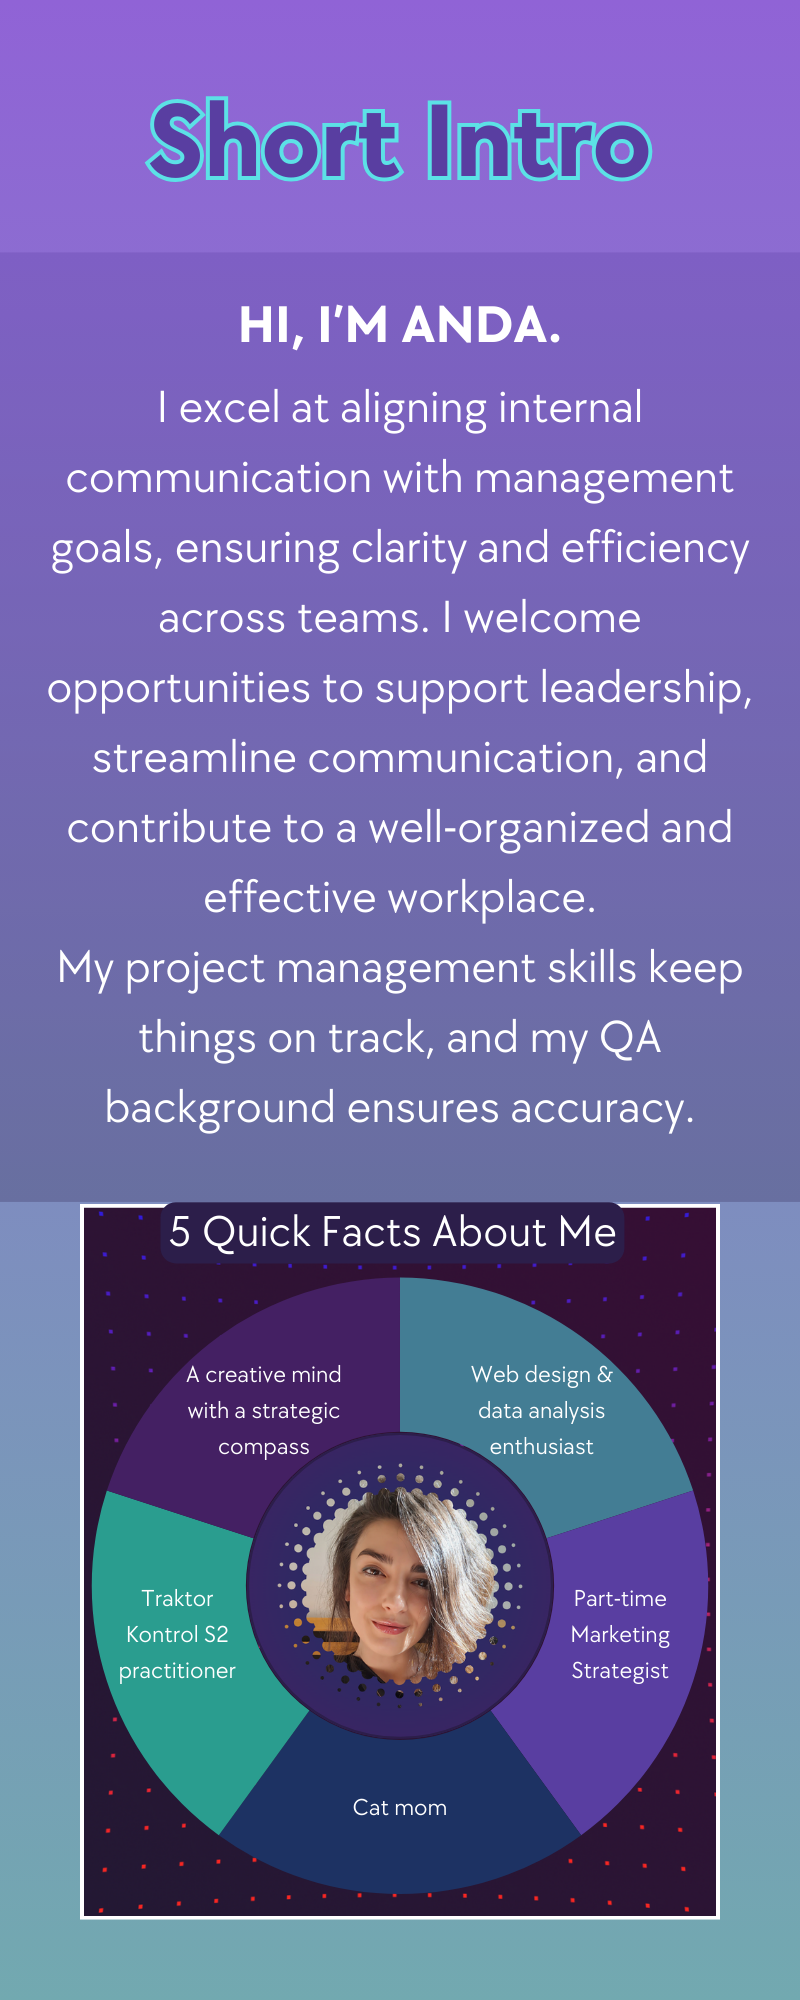 Short Intro
HI, I'M ANDA.
I excel at aligning internal
communication with management
goals, ensuring clarity and efficiency
across teams. I welcome
opportunities to support leadership,
streamline communication, and
contribute to a well-organized and
effective workplace.
My project management skills keep
things on track, and my QA
background ensures accuracy.
5 Quick Facts About Me
A creative mind
with a strategic
compass
Web design &
data analysis
enthusiast
Traktor
Kontrol S2
practitioner
Part-time
Marketing
Strategist
Cat mom